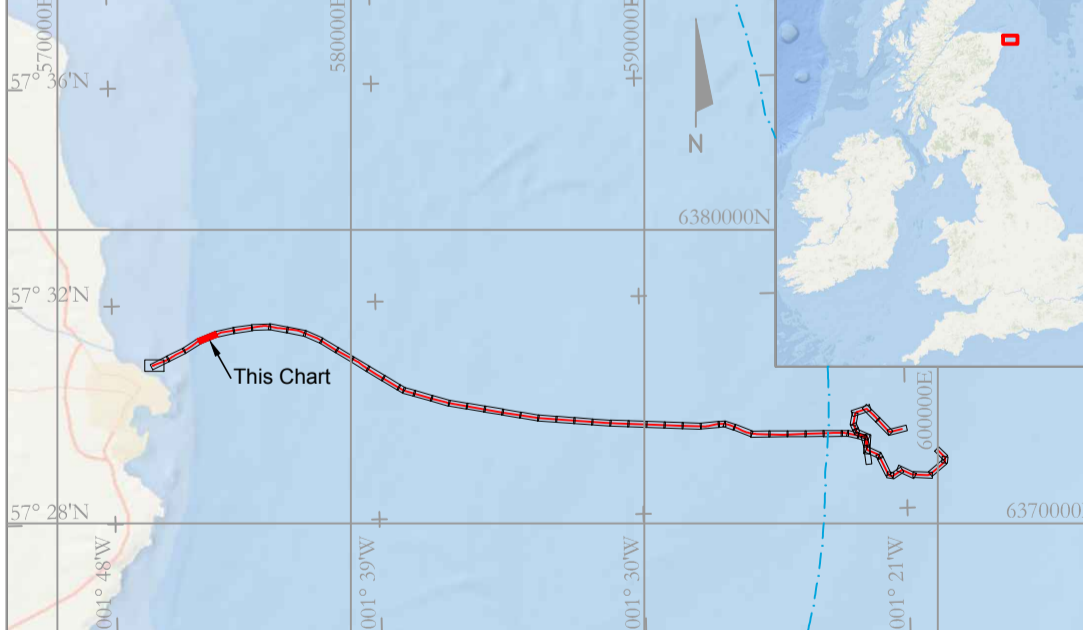 570000E
580000E
590000E
57° 36'N
N
6380000N
57° 32'N
This Chart
600000E
57° 28'N
6370000
001° 48'W
001° 39'W
001° 30'W
001° 21'W